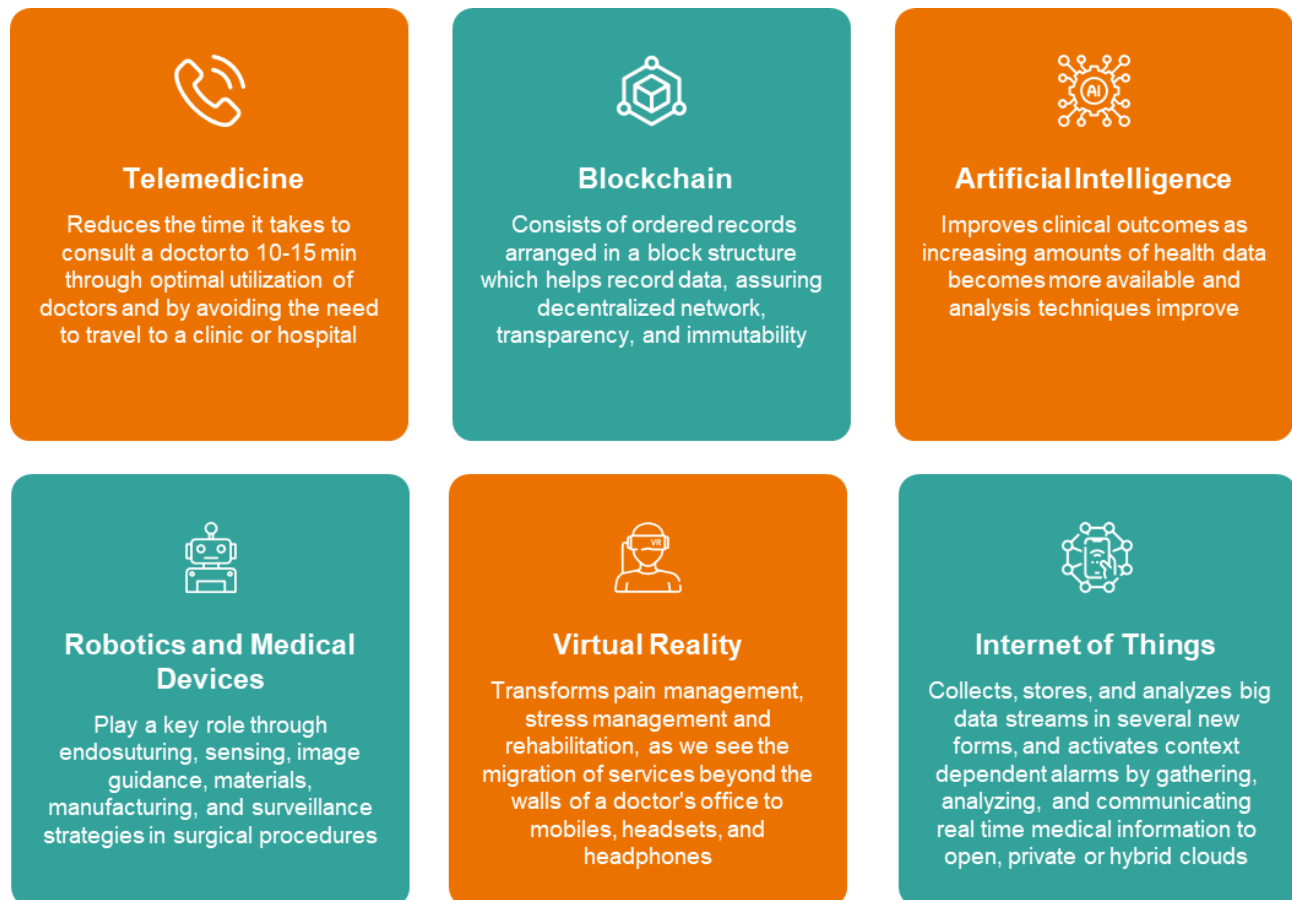 Telemedicine
Reduces the time it takes to
consult a doctor to 10-15 min
through optimal utilization of
doctors and by avoiding the need
to travel to a clinic or hospital
Blockchain
Consists of ordered records
arranged in a block structure
which helps record data, assuring
decentralized network,
transparency, and immutability
AI
Artificial Intelligence
Improves clinical outcomes as
increasing amounts of health data
becomes more available and
analysis techniques improve
Robotics and Medical
Devices
Play a key role through
endosuturing, sensing, image
guidance, materials,
manufacturing, and surveillance
strategies in surgical procedures
VR
Virtual Reality
Transforms pain management,
stress management and
rehabilitation, as we see the
migration of services beyond the
walls of a doctor's office to
mobiles, headsets, and
headphones
Internet of Things
Collects, stores, and analyzes big
data streams in several new
forms, and activates context
dependent alarms by gathering,
analyzing, and communicating
real time medical information to
open, private or hybrid clouds